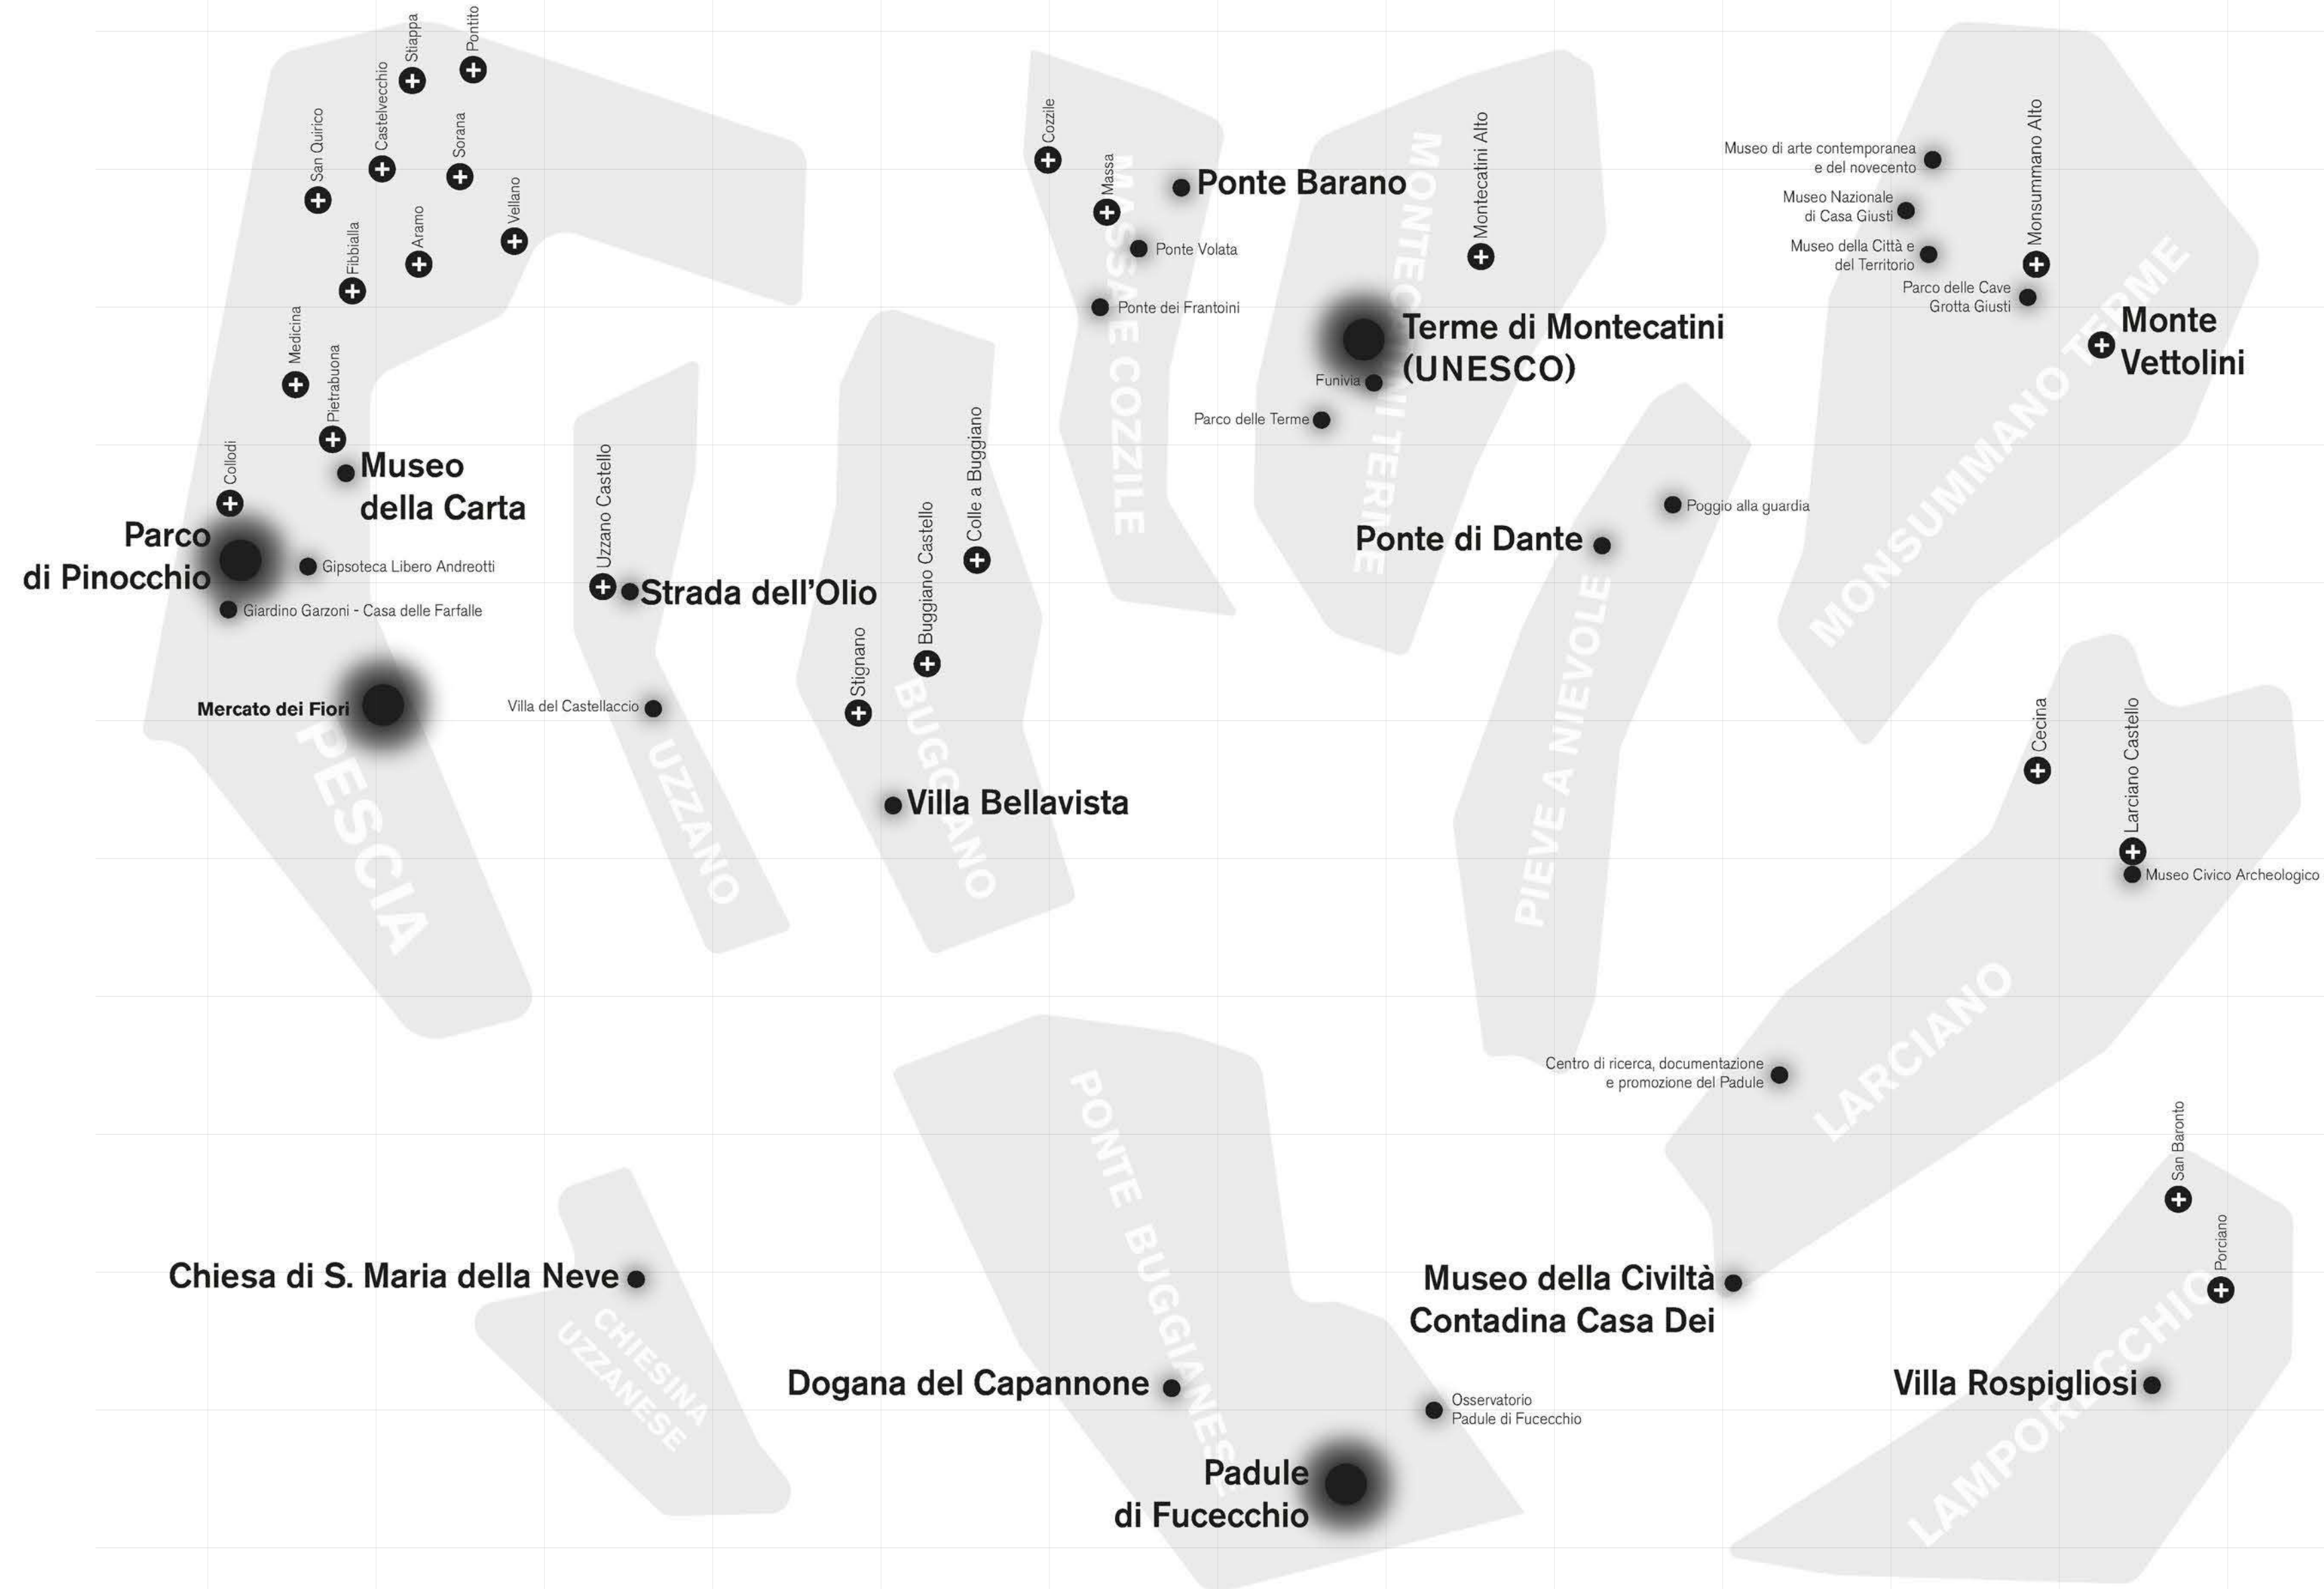 Stiappa
Pontito
Castelvecchio
San Quirico
Sorana
Vellano
Aramo
Fibbialla
Medicina
Pietrabuona
Collodi
Museo
della Carta
Parco
di Pinocchio
Gipsoteca Libero Andreotti
Giardino Garzoni - Casa delle Farfalle
Mercato dei Fiori
PESCIA
Uzzano Castello
Strada dell'Olio
Villa del Castellaccio
UZZANO
Colle a Buggiano
Buggiano Castello
Stignano
BUGGIANO
Villa Bellavista
Cozzile
Massa
Ponte Barano
Ponte Volata
Ponte dei Frantoini
MASSA E COZZILE
Montecatini Alto
Terme di Montecatini
(UNESCO)
Funivia
Parco delle Terme
MONTECATINI TERME
Poggio alla guardia
Ponte di Dante
PIEVE A NIEVOLE
Museo di arte contemporanea
e del novecento
Museo Nazionale
di Casa Giusti
Museo della Città e
del Territorio
Parco delle Cave
Grotta Giusti
Monsummano Alto
Monte
Vettolini
MONSUMMANO TERME
Cecina
Larciano Castello
Museo Civico Archeologico
Centro di ricerca, documentazione
e promozione del Padule
LARCIANO
Museo della Civiltà
Contadina Casa Dei
San Baronto
Porciano
Villa Rospigliosi
LAMPORECCHIO
Chiesa di S. Maria della Neve
CHIESINA
UZZANESE
PONTE BUGGIANESE
Dogana del Capannone
Osservatorio
Padule di Fucecchio
Padule
di Fucecchio